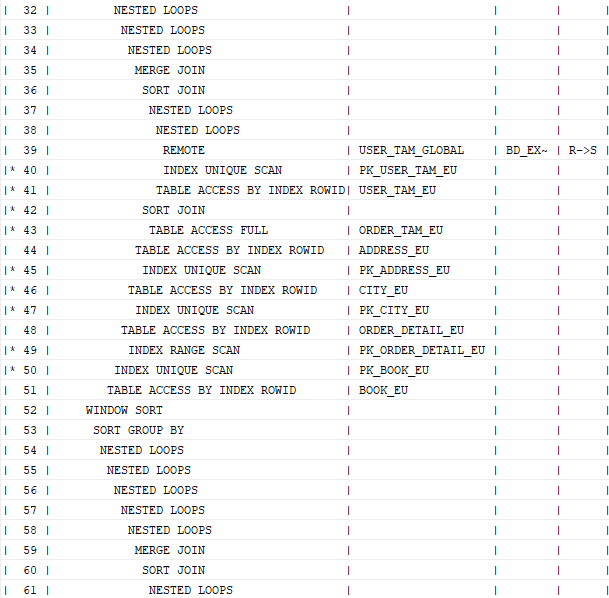 |  32 |         NESTED LOOPS                      |                    |        |      |
|  33 |          NESTED LOOPS                     |                    |        |      |
|  34 |           NESTED LOOPS                    |                    |        |      |
|  35 |            MERGE JOIN                     |                    |        |      |
|  36 |             SORT JOIN                     |                    |        |      |
|  37 |              NESTED LOOPS                 |                    |        |      |
|  38 |               NESTED LOOPS                |                    |        |      |
|  39 |                REMOTE                     | USER_TAM_GLOBAL    | BD_EX~ | R->S |
|* 40 |                INDEX UNIQUE SCAN          | PK_USER_TAM_EU     |        |      |
|* 41 |               TABLE ACCESS BY INDEX ROWID| USER_TAM_EU        |        |      |
|* 42 |             SORT JOIN                     |                    |        |      |
|* 43 |              TABLE ACCESS FULL            | ORDER_TAM_EU       |        |      |
|  44 |            TABLE ACCESS BY INDEX ROWID    | ADDRESS_EU         |        |      |
|* 45 |             INDEX UNIQUE SCAN             | PK_ADDRESS_EU      |        |      |
|* 46 |           TABLE ACCESS BY INDEX ROWID     | CITY_EU            |        |      |
|* 47 |            INDEX UNIQUE SCAN              | PK_CITY_EU         |        |      |
|  48 |          TABLE ACCESS BY INDEX ROWID      | ORDER_DETAIL_EU    |        |      |
|* 49 |           INDEX RANGE SCAN                | PK_ORDER_DETAIL_EU |        |      |
|* 50 |         INDEX UNIQUE SCAN                 | PK_BOOK_EU         |        |      |
|  51 |        TABLE ACCESS BY INDEX ROWID        | BOOK_EU            |        |      |
|  52 |     WINDOW SORT                           |                    |        |      |
|  53 |      SORT GROUP BY                        |                    |        |      |
|  54 |       NESTED LOOPS                        |                    |        |      |
|  55 |        NESTED LOOPS                       |                    |        |      |
|  56 |         NESTED LOOPS                      |                    |        |      |
|  57 |          NESTED LOOPS                     |                    |        |      |
|  58 |           NESTED LOOPS                    |                    |        |      |
|  59 |            MERGE JOIN                     |                    |        |      |
|  60 |             SORT JOIN                     |                    |        |      |
|  61 |              NESTED LOOPS                 |                    |        |      |